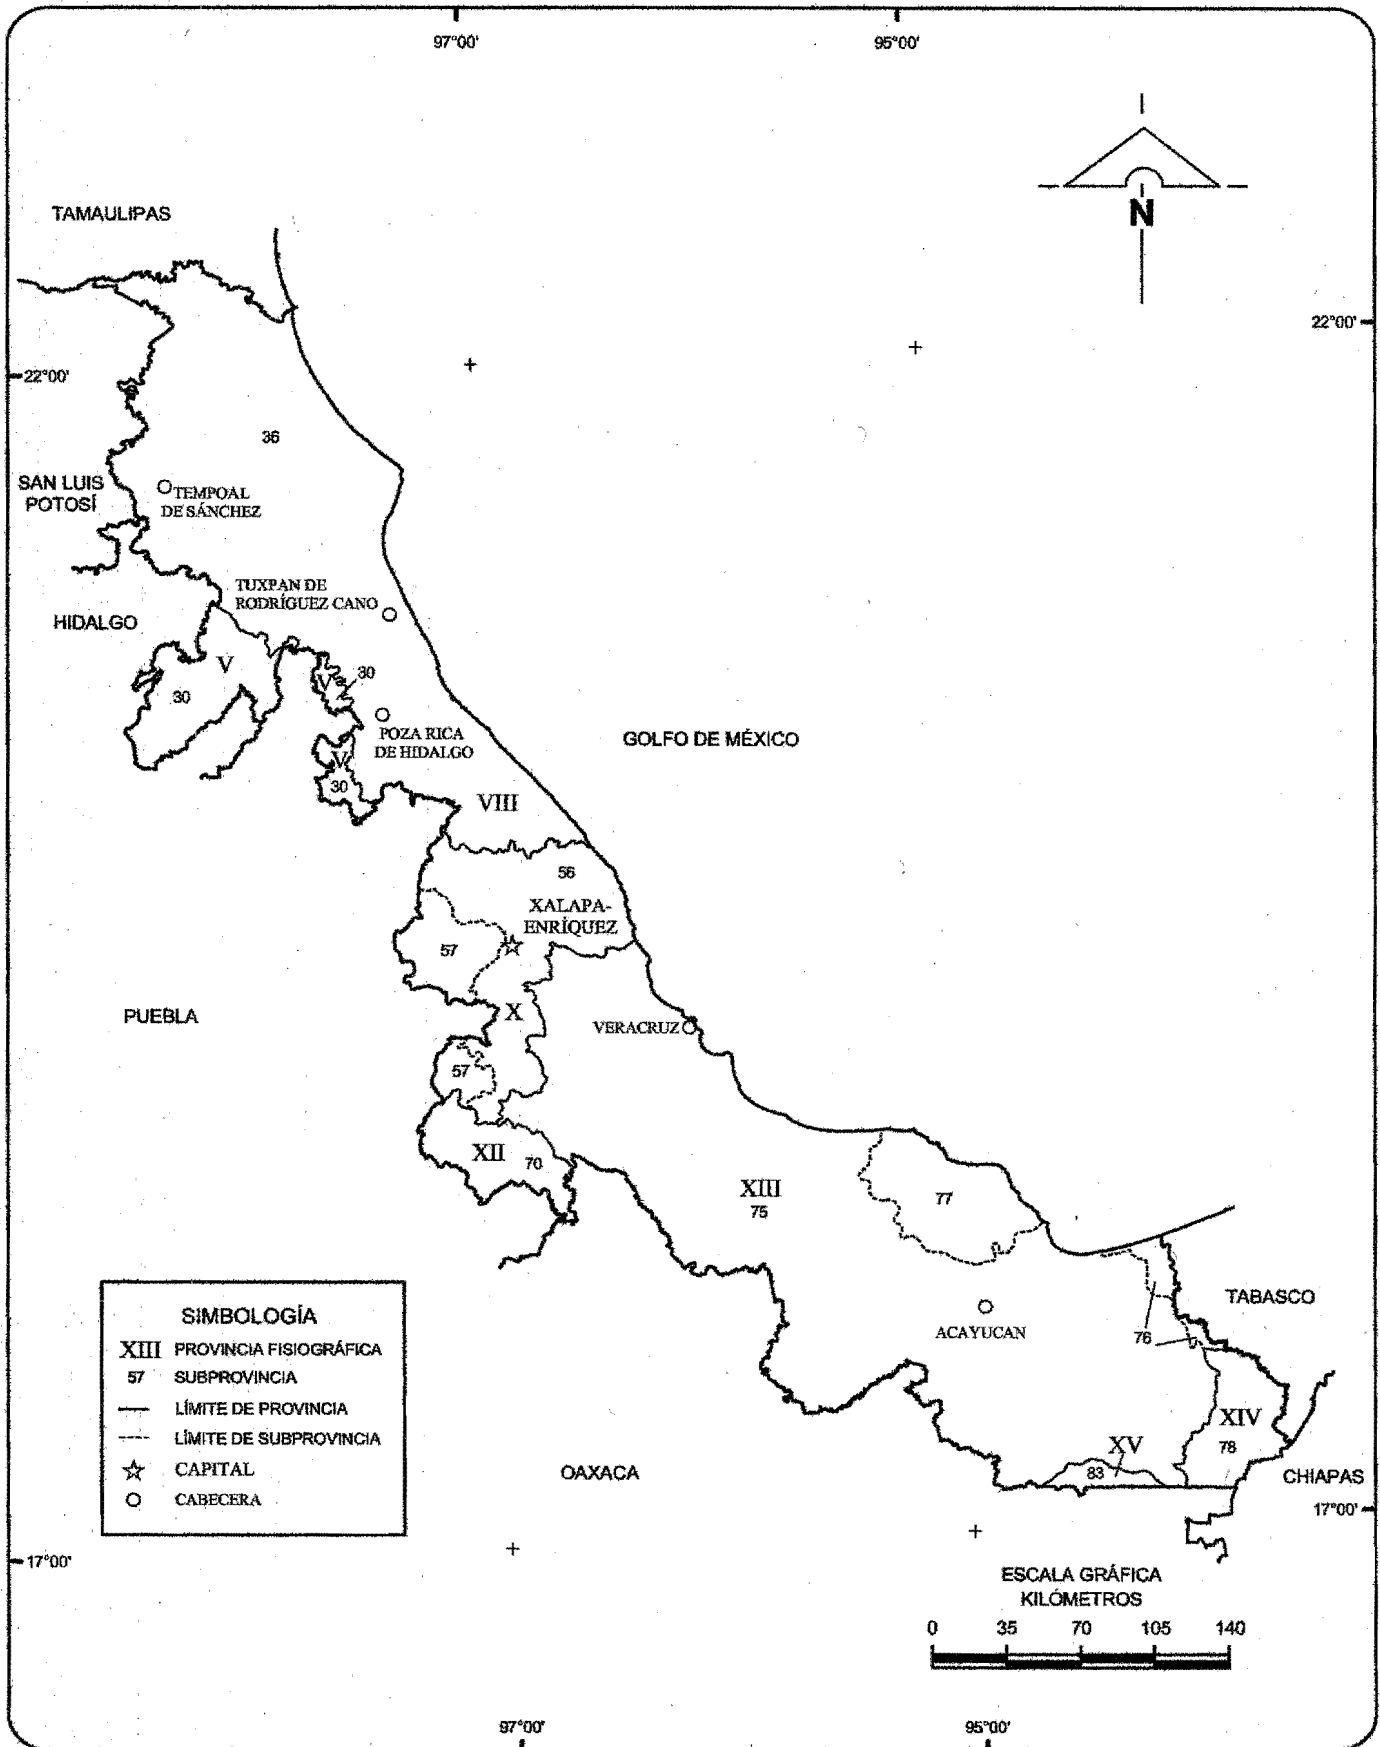 97°00'
95°00'
N
TAMAULIPAS
22°00'
22°00'
36
SAN LUIS
POTOSÍ
TEMPOAL
DE SÁNCHEZ
TUXPAN DE
RODRÍGUEZ CANO
HIDALGO
V
30
V
30
POZA RICA
DE HIDALGO
GOLFO DE MÉXICO
V
30
VIII
56
XALAPA-
ENRÍQUEZ
57
X
PUEBLA
VERACRUZ
57
XII
70
XIII
75
77
TABASCO
76
ACAYUCAN
XIV
78
XV
83
CHIAPAS
OAXACA
17°00'
17°00'
SIMBOLOGÍA
XIII PROVINCIA FISIOGRÁFICA
57 SUBPROVINCIA
LÍMITE DE PROVINCIA
LÍMITE DE SUBPROVINCIA
CAPITAL
CABECERA
ESCALA GRÁFICA
KILÓMETROS
0 35 70 105 140
97°00'
95°00'